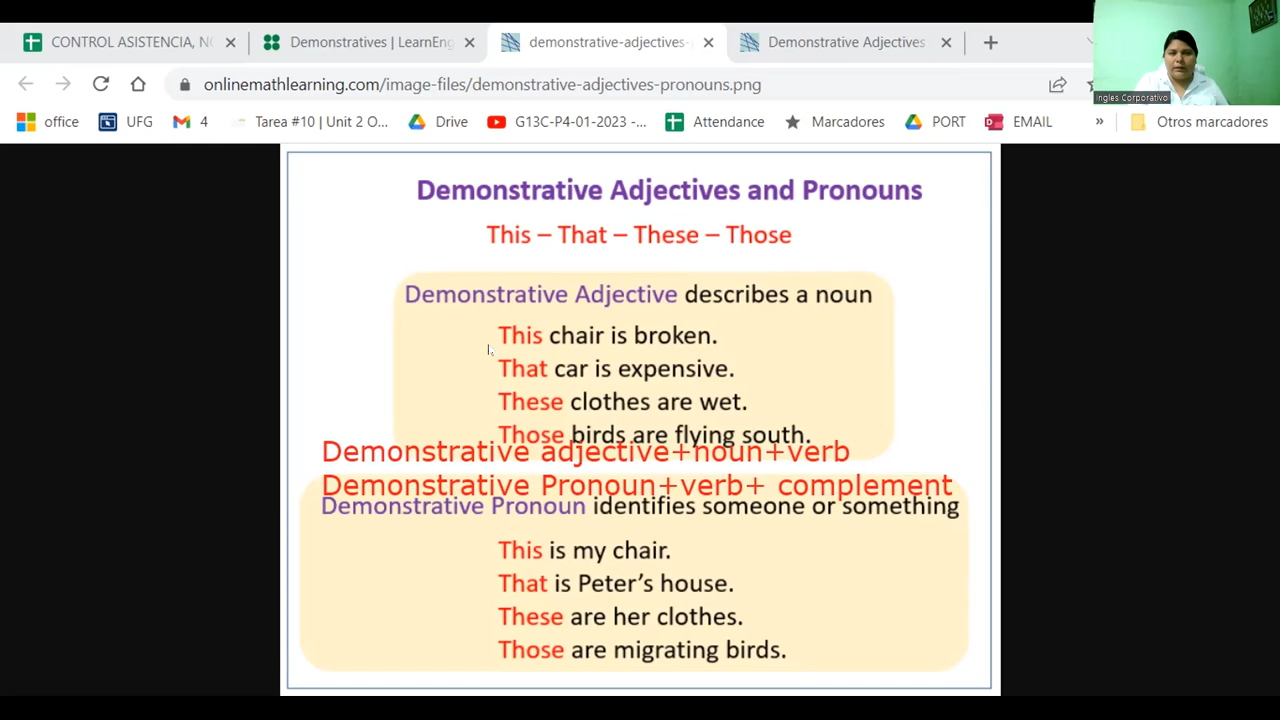 CONTROL ASISTENCIA, NO
Demonstratives | LearnEng
demonstrative-adjectives-
Demonstrative Adjectives
onlinemathlearning.com/image-files/demonstrative-adjectives-pronouns.png
Ingles Corporativo
office
UFG
4
Tarea #10 | Unit 2 O...
Drive
G13C-P4-01-2023 -...
Attendance
Marcadores
PORT
EMAIL
»
Otros marcadores
Demonstrative Adjectives and Pronouns
This – That – These – Those
Demonstrative Adjective describes a noun
This chair is broken.
That car is expensive.
These clothes are wet.
Those birds are flying south.
Demonstrative adjective+noun+verb
Demonstrative Pronoun+verb+ complement
Demonstrative Pronoun identifies someone or something
This is my chair.
That is Peter's house.
These are her clothes.
Those are migrating birds.